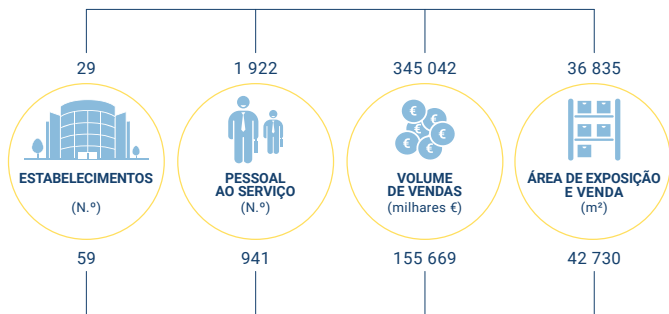 29 1 922 345 042 36 835
€ € € € € € €
ESTABELECIMENTOS
(N.º)
PESSOAL
AO SERVIÇO
(N.º)
VOLUME
DE VENDAS
(milhares €)
ÁREA DE EXPOSIÇÃO
E VENDA
(m²)
59 941 155 669 42 730